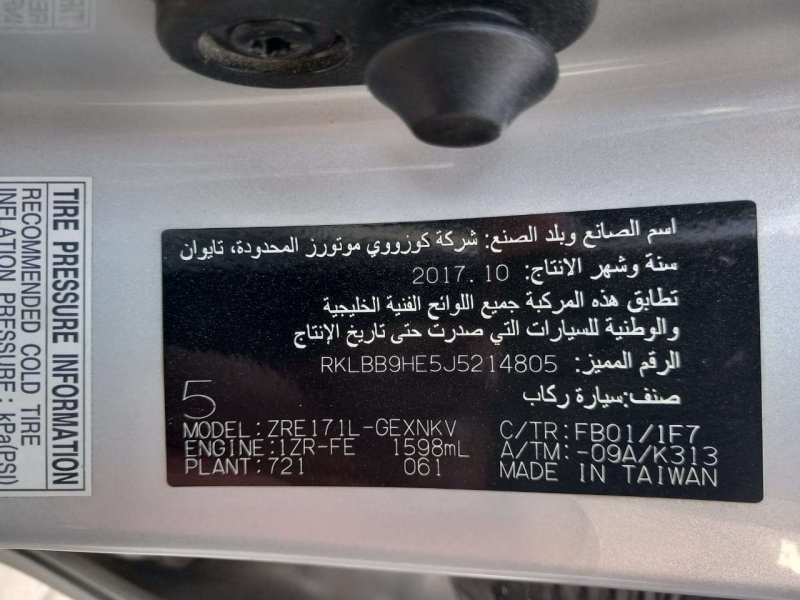 اسم الصانع وبلد الصنع: شركة كوزووي موتورز المحدودة، تايوان
سنة وشهر الانتاج: 2017.10
تطابق هذه المركبة جميع اللوائح الفنية الخليجية
والوطنية للسيارات التي صدرت حتى تاريخ الإنتاج
الرقم المميز: RKLBB9HE5J5214805
صنف:سيارة ركاب
5
MODEL: ZRE171L-GEXNKV C/TR: FB01/1F7
ENGINE: 1ZR-FE 1598mL A/TM: -09A/K313
PLANT: 721 061 MADE IN TAIWAN
TIRE PRESSURE INFORMATION
RECOMMENDED COLD TIRE
INFLATION PRESSURE : kPa(PSI)